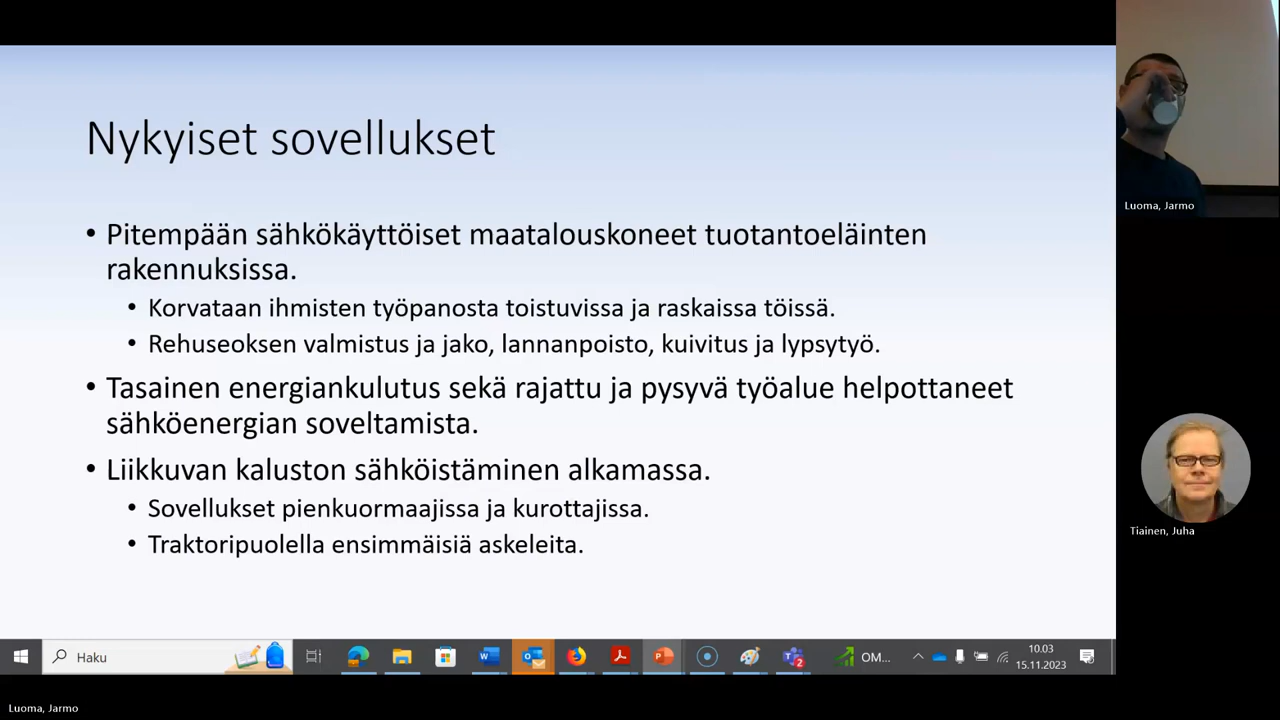 Nykyiset sovellukset
• Pitempään sähkökäyttöiset maatalouskoneet tuotantoeläinten
rakennuksissa.
• Korvataan ihmisten työpanosta toistuvissa ja raskaissa töissä.
• Rehuseoksen valmistus ja jako, lannanpoisto, kuivitus ja lypsytyö.
• Tasainen energiankulutus sekä rajattu ja pysyvä työalue helpottaneet
sähköenergian soveltamista.
• Liikkuvan kaluston sähköistäminen alkamassa.
• Sovellukset pienkuormaajissa ja kurottajissa.
• Traktoripuolella ensimmäisiä askeleita.
Luoma, Jarmo
Tiainen, Juha
Haku
OM...
10.03
15.11.2023
Luoma, Jarmo